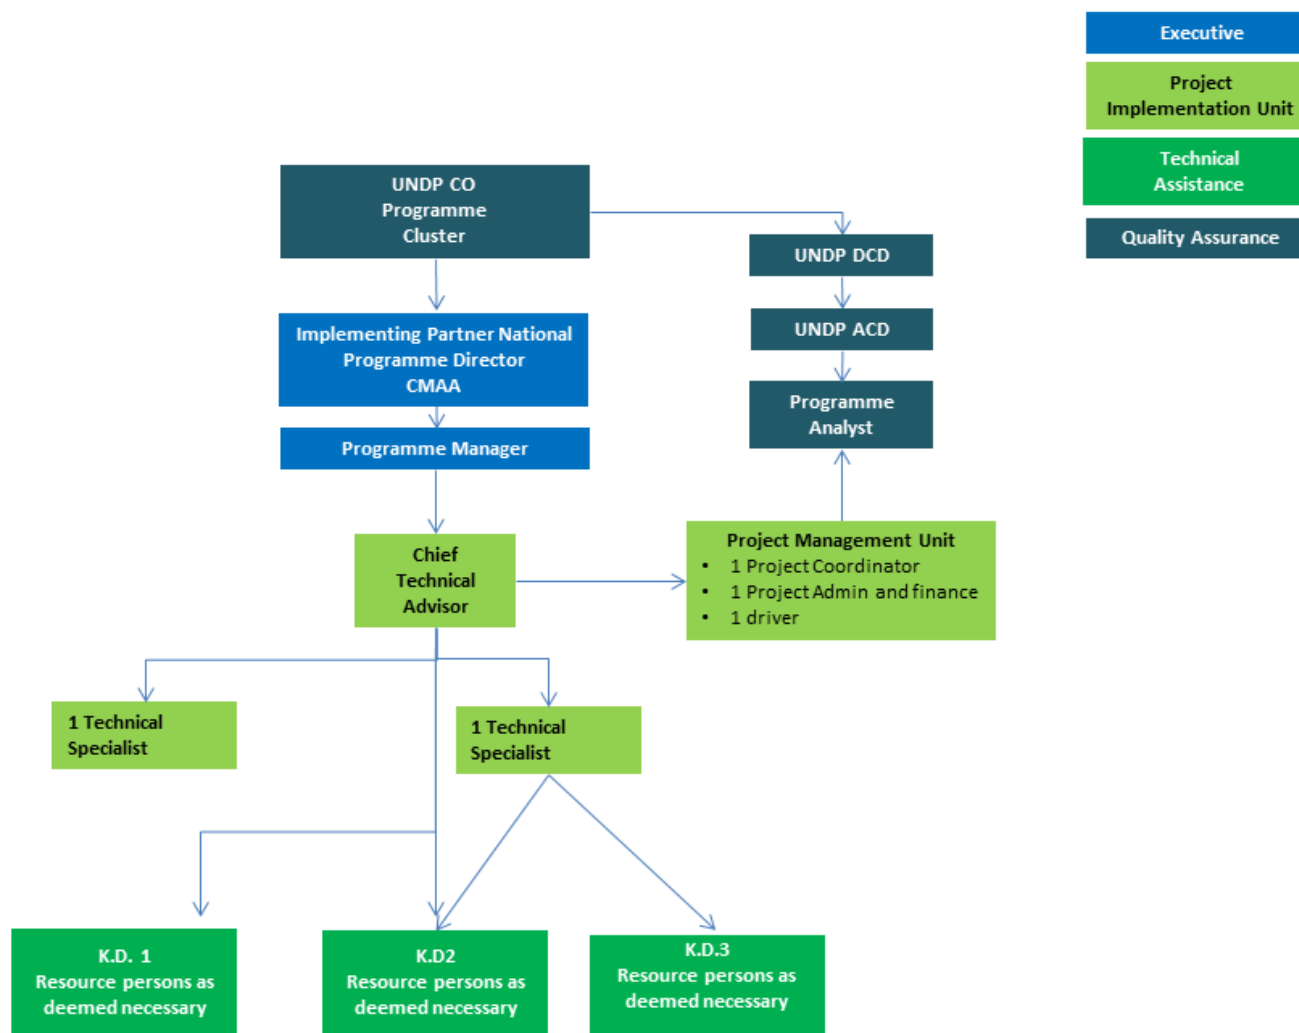 Executive
Project
Implementation Unit
Technical
Assistance
Quality Assurance
UNDP CO
Programme
Cluster
UNDP DCD
UNDP ACD
Programme
Analyst
Implementing Partner National
Programme Director
CMAA
Programme Manager
Chief
Technical
Advisor
Project Management Unit
• 1 Project Coordinator
• 1 Project Admin and finance
• 1 driver
1 Technical
Specialist
1 Technical
Specialist
K.D. 1
Resource persons as
deemed necessary
K.D2
Resource persons as
deemed necessary
K.D.3
Resource persons as
deemed necessary